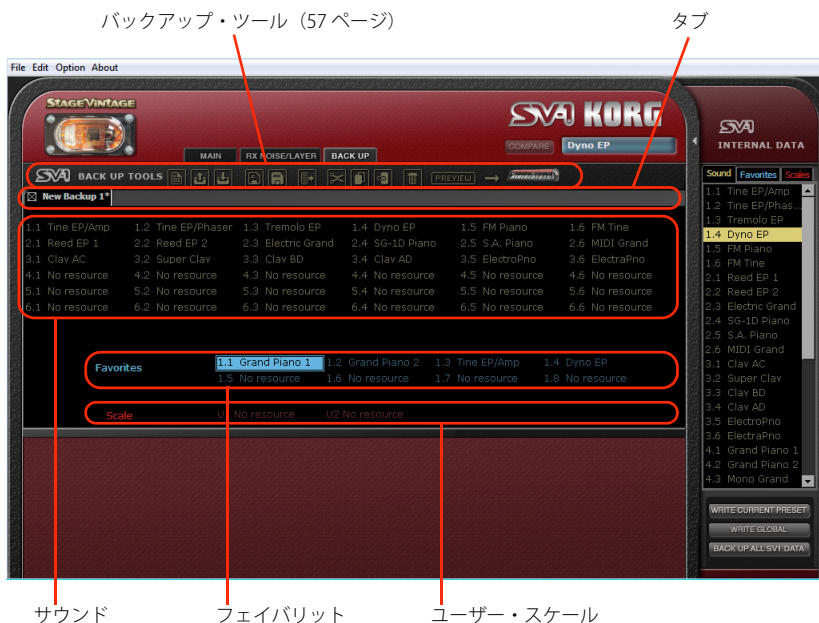 バックアップ・ツール（57 ページ）
タブ
File Edit Option About
STAGEVINTAGE
SV1 KORG
COMPARE Dyno EP
MAIN RX NOISE/LAYER BACK UP
SV1 BACK UP TOOLS PREVIEW →
New Backup 1*
1.1 Tine EP/Amp 1.2 Tine EP/Phaser 1.3 Tremolo EP 1.4 Dyno EP 1.5 FM Piano 1.6 FM Tine
2.1 Reed EP 1 2.2 Reed EP 2 2.3 Electric Grand 2.4 SG-1D Piano 2.5 S.A. Piano 2.6 MIDI Grand
3.1 Clav AC 3.2 Super Clav 3.3 Clav BD 3.4 Clav AD 3.5 ElectroPno 3.6 ElectraPno
4.1 No resource 4.2 No resource 4.3 No resource 4.4 No resource 4.5 No resource 4.6 No resource
5.1 No resource 5.2 No resource 5.3 No resource 5.4 No resource 5.5 No resource 5.6 No resource
6.1 No resource 6.2 No resource 6.3 No resource 6.4 No resource 6.5 No resource 6.6 No resource
Favorites
1.1 Grand Piano 1 1.2 Grand Piano 2 1.3 Tine EP/Amp 1.4 Dyno EP
1.5 No resource 1.6 No resource 1.7 No resource 1.8 No resource
Scale U1 No resource U2 No resource
SV1
INTERNAL DATA
Sound Favorites Scales
1.1 Tine EP/Amp
1.2 Tine EP/Phas...
1.3 Tremolo EP
1.4 Dyno EP
1.5 FM Piano
1.6 FM Tine
2.1 Reed EP 1
2.2 Reed EP 2
2.3 Electric Grand
2.4 SG-1D Piano
2.5 S.A. Piano
2.6 MIDI Grand
3.1 Clav AC
3.2 Super Clav
3.3 Clav BD
3.4 Clav AD
3.5 ElectroPno
3.6 ElectraPno
4.1 Grand Piano 1
4.2 Grand Piano 2
4.3 Mono Grand
WRITE CURRENT PRESET
WRITE GLOBAL
BACK UP ALL SV1 DATA
サウンド
フェイバリット
ユーザー・スケール